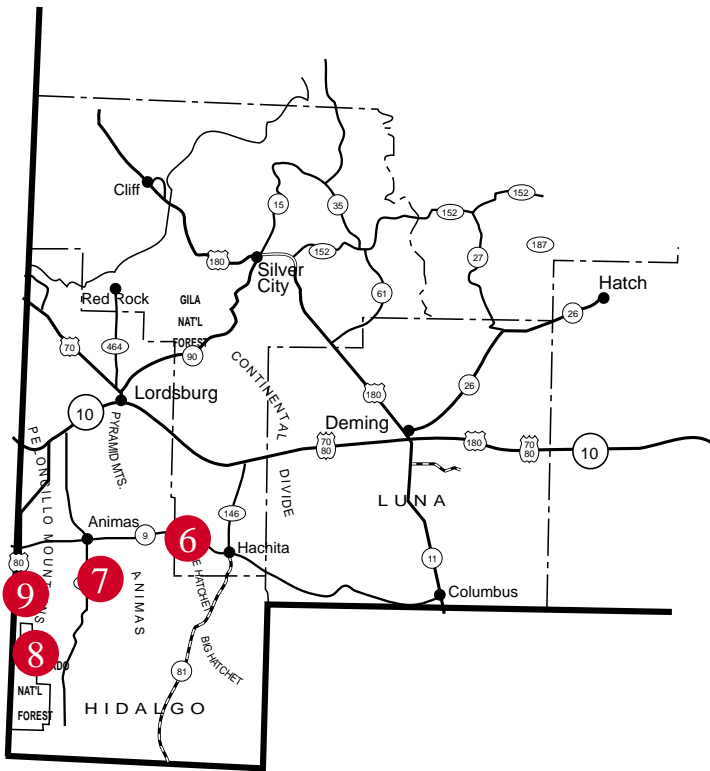 Cliff
15
35
152
152
187
180
Silver
City
152
27
Red Rock
GILA
NAT'L
FOREST
61
Hatch
26
70
464
90
CONTINENTAL DIVIDE
180
26
Lordsburg
10
PYRAMID MTS.
Deming
70
80
180
70
80
10
LUNA
146
Animas
9
6
Hachita
HATCHET
80
7
ANIMAS
11
9
Columbus
8
BIG HATCHET
81
NAT'L
FOREST
HIDALGO